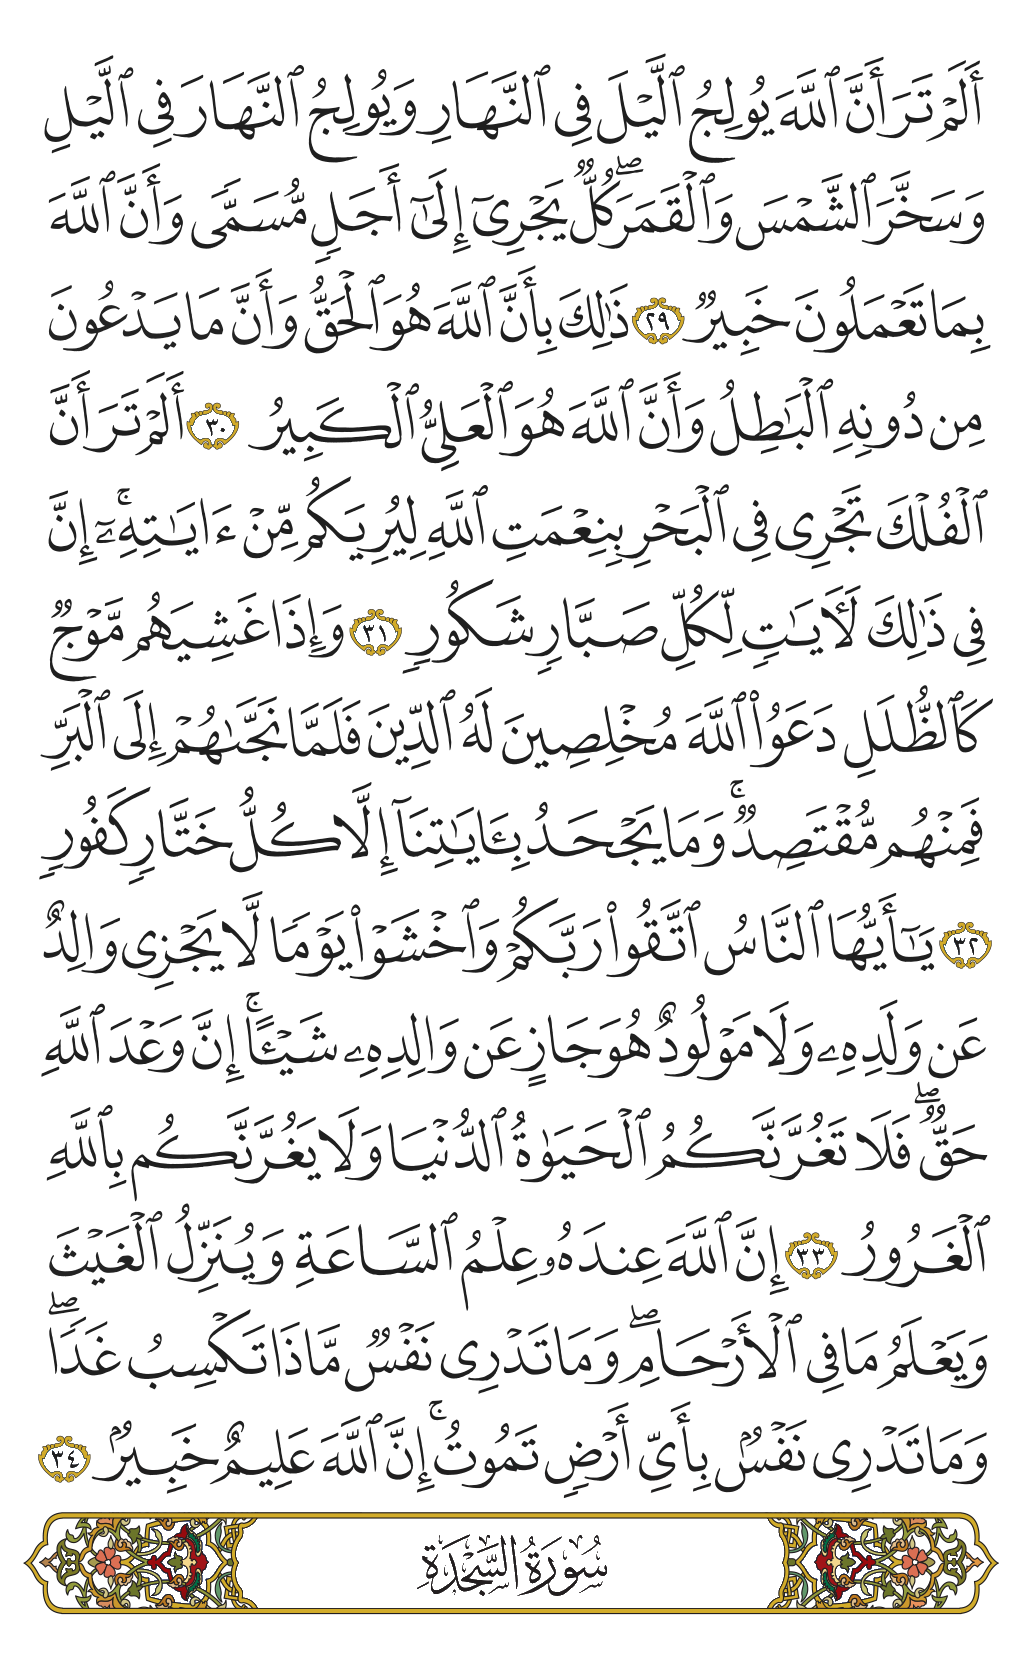 أَلَمْ تَرَ أَنَّ ٱللَّهَ يُولِجُ ٱلَّيْلَ فِى ٱلنَّهَارِ وَيُولِجُ ٱلنَّهَارَ فِى ٱلَّيْلِ
وَسَخَّرَ ٱلشَّمْسَ وَٱلْقَمَرَۖ كُلٌّ يَجْرِىٓ إِلَىٰٓ أَجَلٍ مُّسَمًّى وَأَنَّ ٱللَّهَ
بِمَا تَعْمَلُونَ خَبِيرٌ ٢٩ ذَٰلِكَ بِأَنَّ ٱللَّهَ هُوَ ٱلْحَقُّ وَأَنَّ مَا يَدْعُونَ
مِن دُونِهِ ٱلْبَٰطِلُ وَأَنَّ ٱللَّهَ هُوَ ٱلْعَلِىُّ ٱلْكَبِيرُ ٣٠ أَلَمْ تَرَ أَنَّ
ٱلْفُلْكَ تَجْرِى فِى ٱلْبَحْرِ بِنِعْمَتِ ٱللَّهِ لِيُرِيَكُم مِّنْ ءَايَٰتِهِۦٓۚ إِنَّ
فِى ذَٰلِكَ لَـَٔايَٰتٍ لِّكُلِّ صَبَّارٍ شَكُورٍ ٣١ وَإِذَا غَشِيَهُم مَّوْجٌ
كَٱلظُّلَلِ دَعَوُا۟ ٱللَّهَ مُخْلِصِينَ لَهُ ٱلدِّينَ فَلَمَّا نَجَّىٰهُمْ إِلَى ٱلْبَرِّ
فَمِنْهُم مُّقْتَصِدٌۚ وَمَا يَجْحَدُ بِـَٔايَٰتِنَآ إِلَّا كُلُّ خَتَّارٍ كَفُورٍ
٣٢ يَٰٓأَيُّهَا ٱلنَّاسُ ٱتَّقُوا۟ رَبَّكُمْ وَٱخْشَوْا۟ يَوْمًا لَّا يَجْزِى وَالِدٌ
عَن وَلَدِهِۦ وَلَا مَوْلُودٌ هُوَ جَازٍ عَن وَالِدِهِۦ شَيْـًٔاۚ إِنَّ وَعْدَ ٱللَّهِ
حَقٌّۖ فَلَا تَغُرَّنَّكُمُ ٱلْحَيَوٰةُ ٱلدُّنْيَا وَلَا يَغُرَّنَّكُم بِٱللَّهِ
ٱلْغَرُورُ ٣٣ إِنَّ ٱللَّهَ عِندَهُۥ عِلْمُ ٱلسَّاعَةِ وَيُنَزِّلُ ٱلْغَيْثَ
وَيَعْلَمُ مَا فِى ٱلْأَرْحَامِۖ وَمَا تَدْرِى نَفْسٌ مَّاذَا تَكْسِبُ غَدًاۖ
وَمَا تَدْرِى نَفْسٌۢ بِأَىِّ أَرْضٍ تَمُوتُۚ إِنَّ ٱللَّهَ عَلِيمٌ خَبِيرٌۢ ٣٤
سُورَةُ السَّجْدَةِ